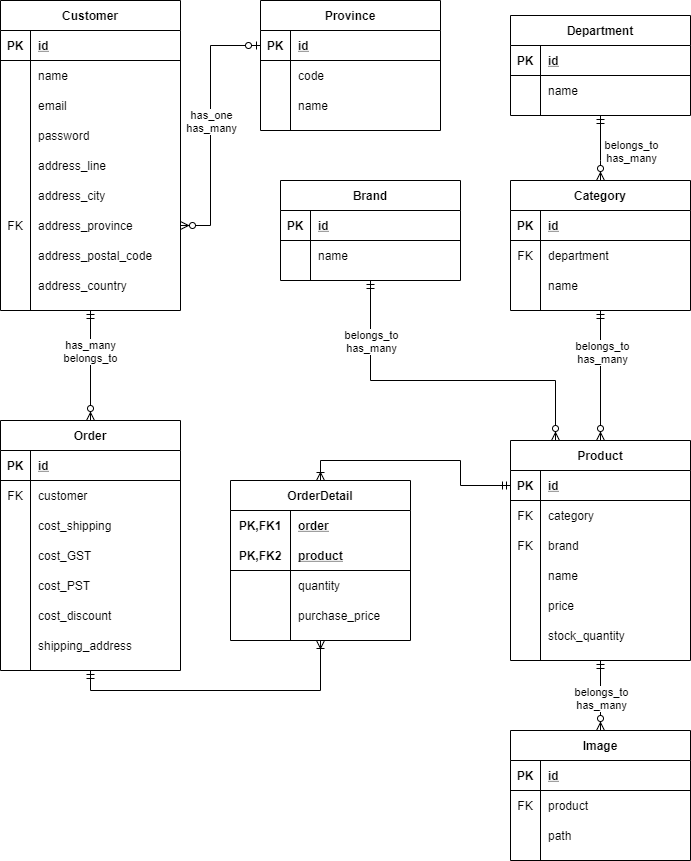 Customer
PK id
name
email
password
address_line
address_city
FK address_province
address_postal_code
address_country
has_one
has_many
Province
PK id
code
name
Department
PK id
name
belongs_to
has_many
Brand
PK id
name
Category
PK id
FK department
name
has_many
belongs_to
belongs_to
has_many
belongs_to
has_many
Order
PK id
FK customer
cost_shipping
cost_GST
cost_PST
cost_discount
shipping_address
OrderDetail
PK,FK1 order
PK,FK2 product
quantity
purchase_price
Product
PK id
FK category
FK brand
name
price
stock_quantity
belongs_to
has_many
Image
PK id
FK product
path